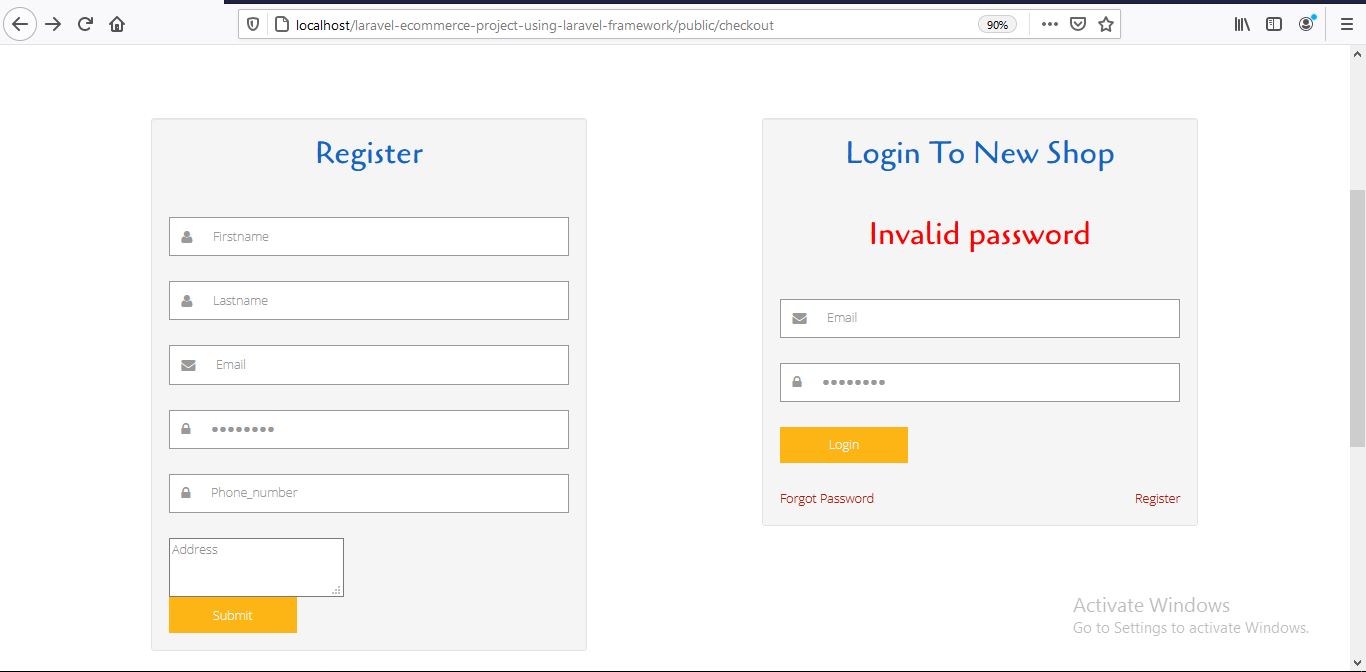 localhost/laravel-ecommerce-project-using-laravel-framework/public/checkout
90%
Register
Firstname
Lastname
Email
••••••••
Phone_number
Address
Submit
Login To New Shop
Invalid password
Email
••••••••
Login
Forgot Password
Register
Activate Windows
Go to Settings to activate Windows.